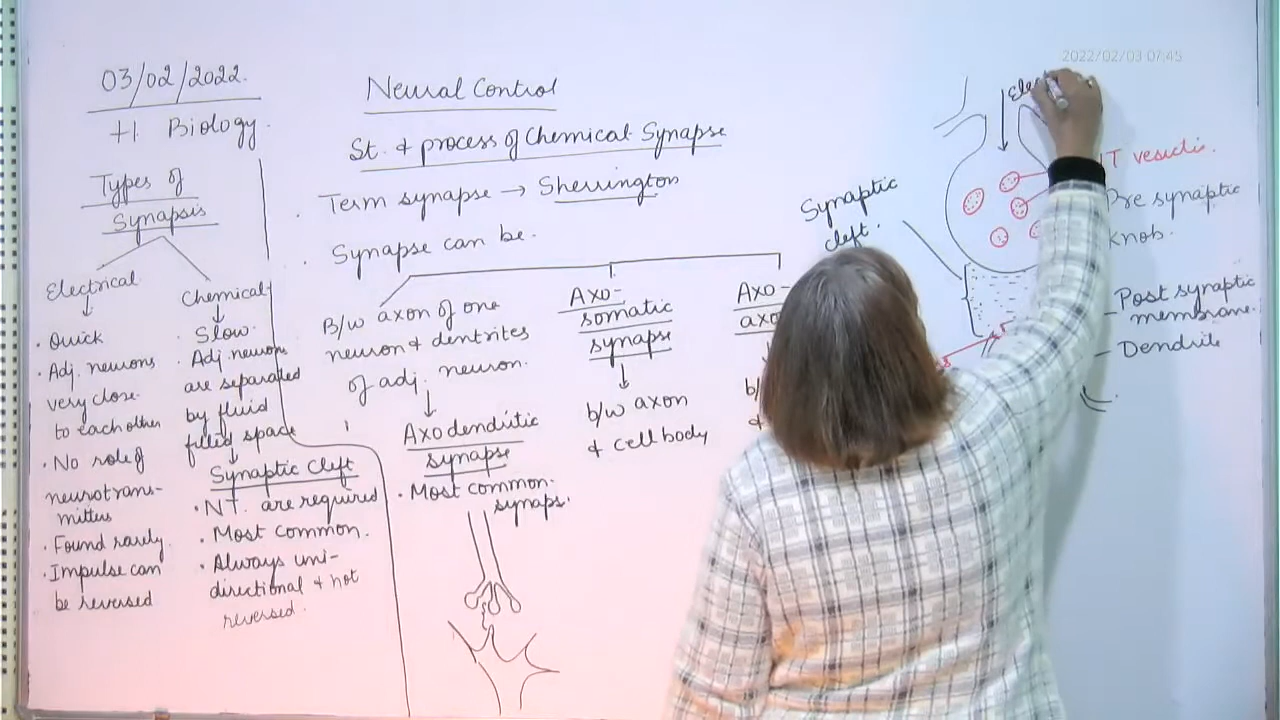 2022/02/03 07:45
03/02/2022.
+1 Biology.
Types of
Synapsis
Electrical
· Quick
· Adj. neurons
very close
to each other
· No role of
neurotrans-
mitters
· Found rarely.
· Impulse can
be reversed
Chemical
· Slow.
· Adj. neurons
are separated
by fluid
filled space
Synaptic Cleft
· NT. are required
· Most Common.
· Always uni-
directional & not
reversed.
Neural Control
St. & process of Chemical Synapse
· Term synapse → Sherrington
· Synapse can be.
B/w axon of one
neuron & dentrites
of adj. neuron.
Axodendritic
synapse
· Most common
synaps.
Axo-
somatic
synapse
b/w axon
& cell body
Axo-
axo
b/
&
Synaptic
cleft.
Ele
T vesicls.
Pre synaptic
knob.
Post synaptic
membrane.
Dendrite